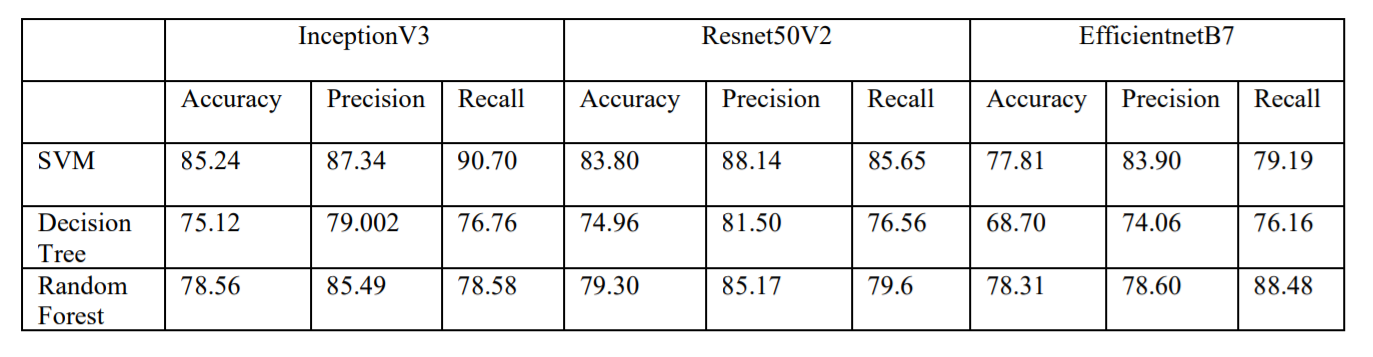 InceptionV3 Resnet50V2 EfficientnetB7
Accuracy Precision Recall Accuracy Precision Recall Accuracy Precision Recall
SVM 85.24 87.34 90.70 83.80 88.14 85.65 77.81 83.90 79.19
Decision 75.12 79.002 76.76 74.96 81.50 76.56 68.70 74.06 76.16
Tree
Random 78.56 85.49 78.58 79.30 85.17 79.6 78.31 78.60 88.48
Forest